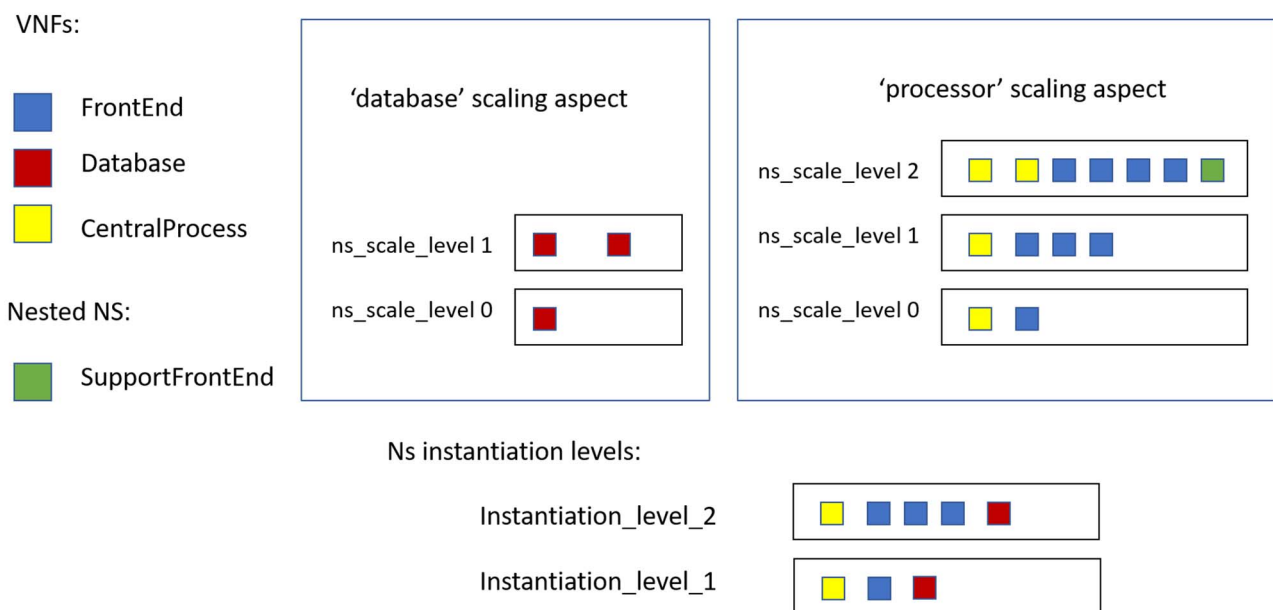 VNFs:
FrontEnd
Database
CentralProcess
Nested NS:
SupportFrontEnd
‘database’ scaling aspect
ns_scale_level 1
ns_scale_level 0
‘processor’ scaling aspect
ns_scale_level 2
ns_scale_level 1
ns_scale_level 0
Ns instantiation levels:
Instantiation_level_2
Instantiation_level_1